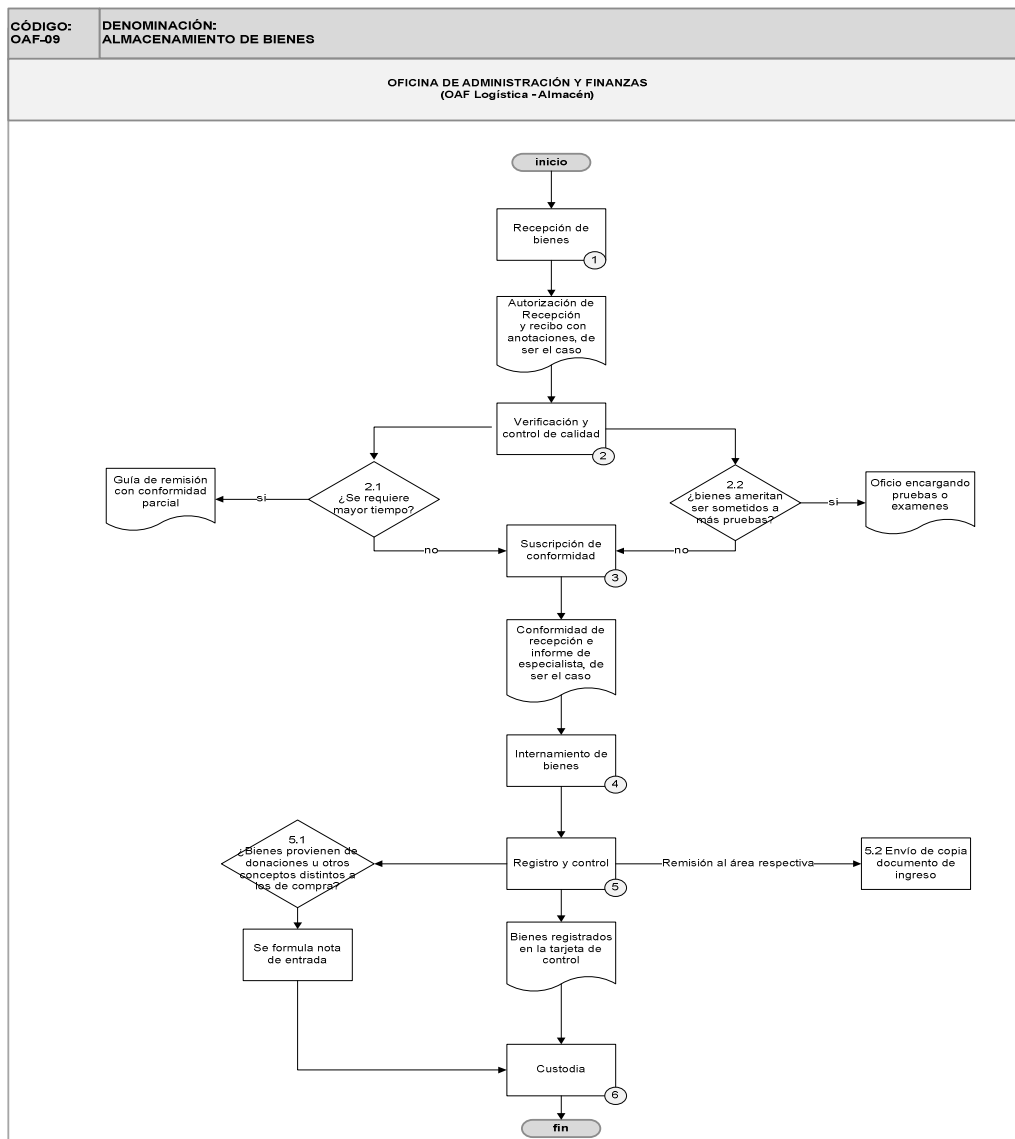 CÓDIGO:
OAF-09
DENOMINACIÓN:
ALMACENAMIENTO DE BIENES
OFICINA DE ADMINISTRACIÓN Y FINANZAS
(OAF Logística - Almacén)
inicio
Recepción de
bienes
1
Autorización de
Recepción
y recibo con
anotaciones, de
ser el caso
Verificación y
control de calidad
2
Guía de remisión
con conformidad
parcial
si
2.1
¿Se requiere
mayor tiempo?
2.2
¿bienes ameritan
ser sometidos a
más pruebas?
si
Oficio encargando
pruebas o
examenes
no
Suscripción de
conformidad
no
3
Conformidad de
recepción e
informe de
especialista, de
ser el caso
Internamiento de
bienes
4
5.1
¿Bienes provienen de
donaciones u otros
conceptos distintos a
los de compra?
Registro y control
5
Remisión al área respectiva
5.2 Envío de copia
documento de
ingreso
Se formula nota
de entrada
Bienes registrados
en la tarjeta de
control
Custodia
6
fin